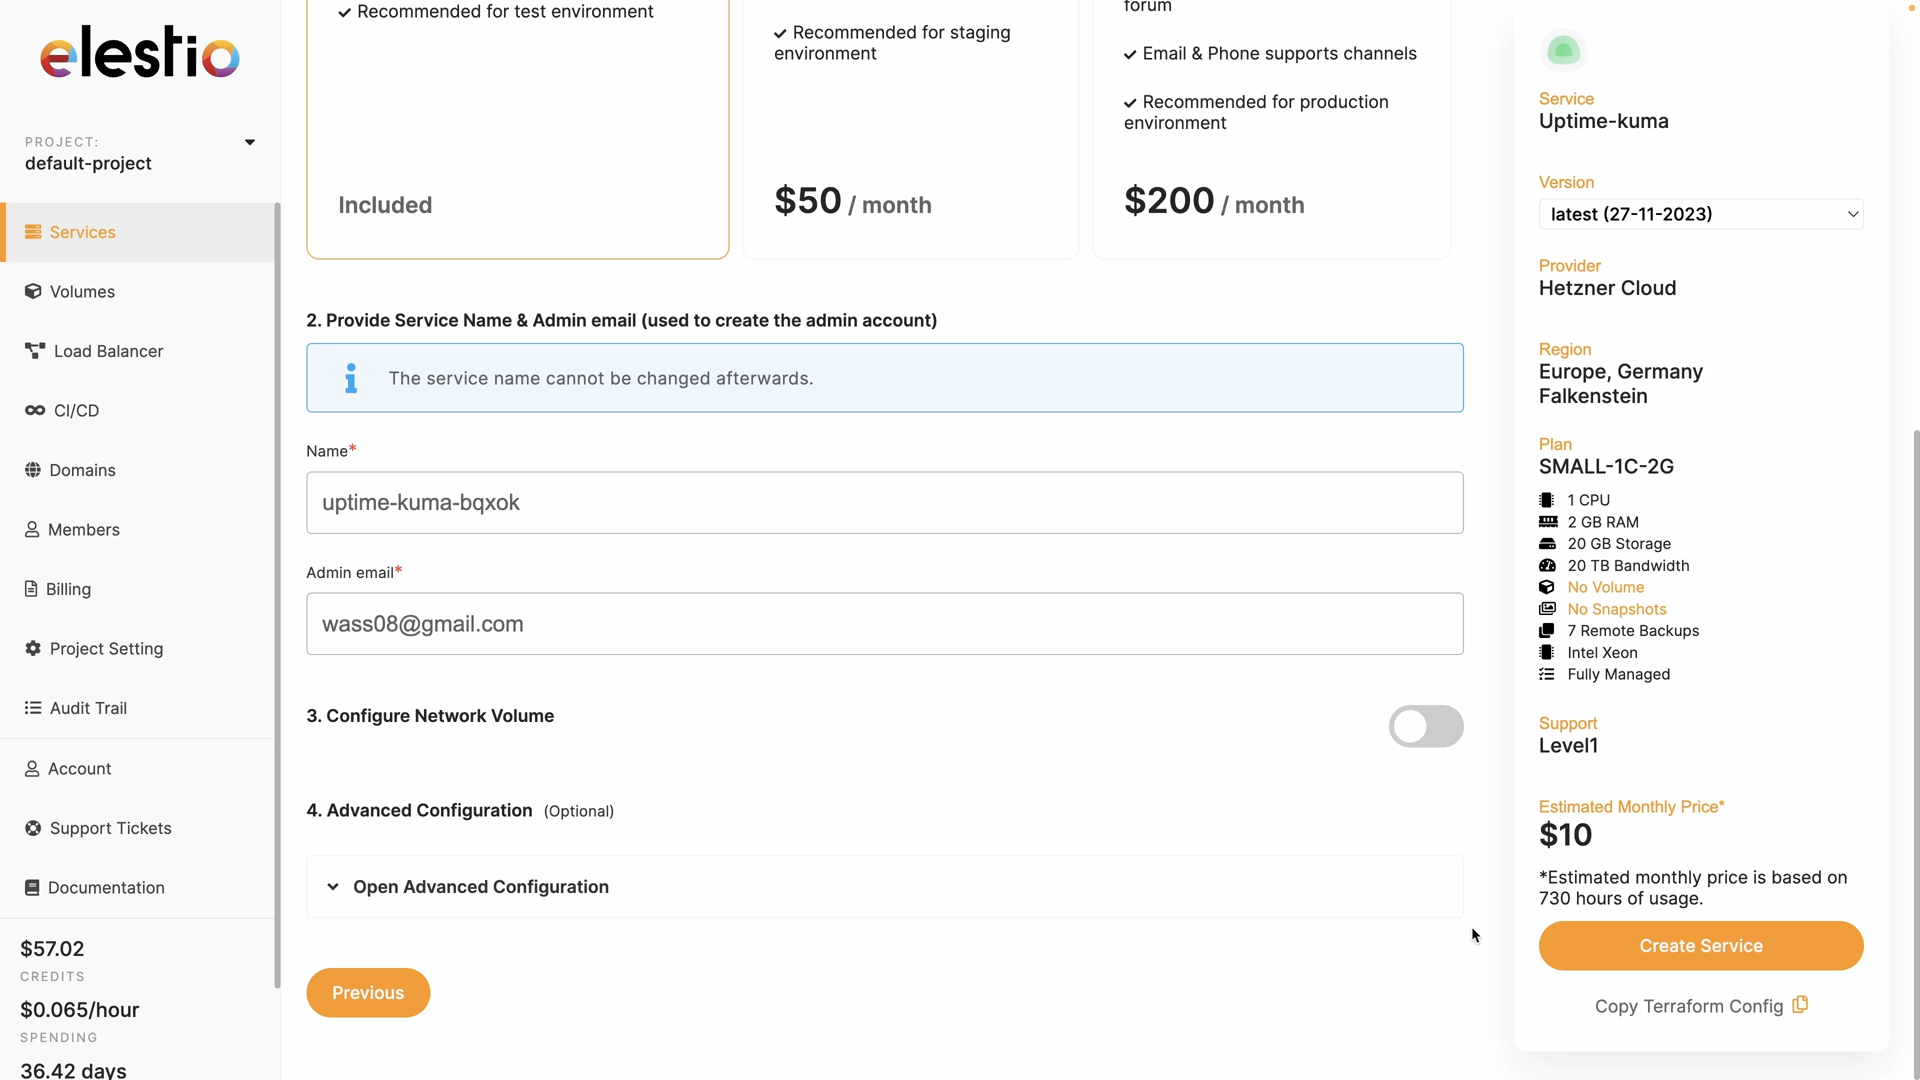 elestio
PROJECT:
default-project
Services
Volumes
Load Balancer
CI/CD
Domains
Members
Billing
Project Setting
Audit Trail
Account
Support Tickets
Documentation
$57.02
CREDITS
$0.065/hour
SPENDING
36.42 days
Recommended for test environment
Included
Recommended for staging
environment
$50 / month
forum
Email & Phone supports channels
Recommended for production
environment
$200 / month
2. Provide Service Name & Admin email (used to create the admin account)
The service name cannot be changed afterwards.
Name*
uptime-kuma-bqxok
Admin email*
wass08@gmail.com
3. Configure Network Volume
4. Advanced Configuration (Optional)
Open Advanced Configuration
Previous
Service
Uptime-kuma
Version
latest (27-11-2023)
Provider
Hetzner Cloud
Region
Europe, Germany
Falkenstein
Plan
SMALL-1C-2G
1 CPU
2 GB RAM
20 GB Storage
20 TB Bandwidth
No Volume
No Snapshots
7 Remote Backups
Intel Xeon
Fully Managed
Support
Level1
Estimated Monthly Price*
$10
*Estimated monthly price is based on
730 hours of usage.
Create Service
Copy Terraform Config